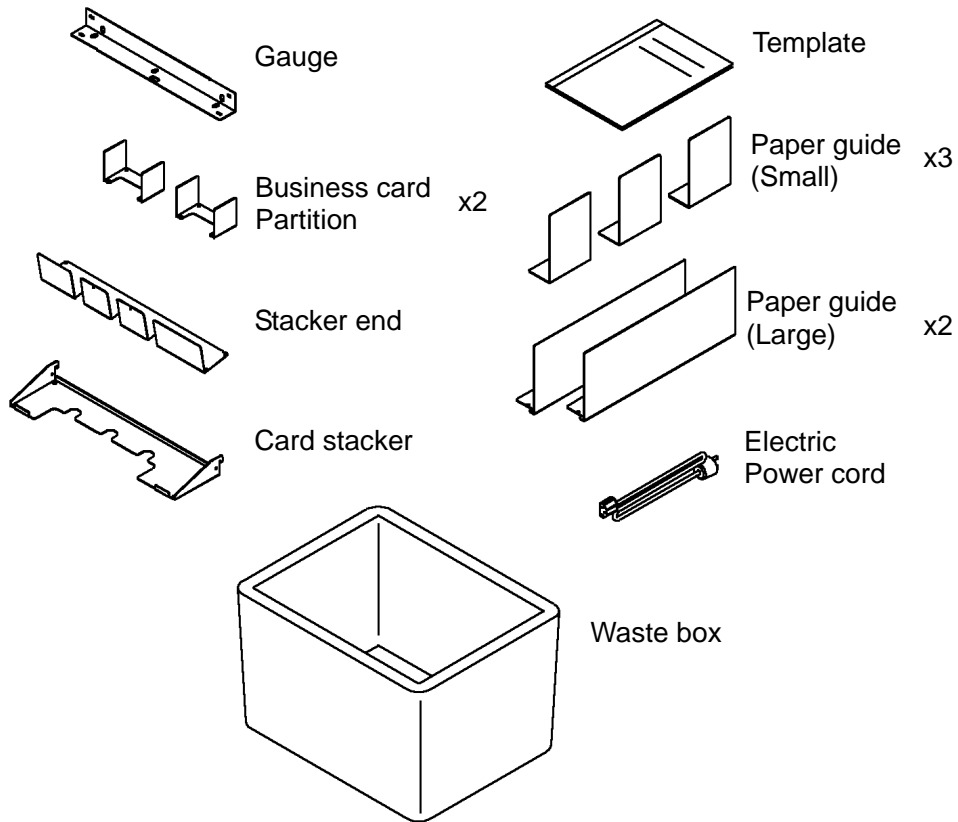 Gauge
Template
Business card
Partition
x2
Paper guide
(Small)
x3
Stacker end
Paper guide
(Large)
x2
Card stacker
Electric
Power cord
Waste box